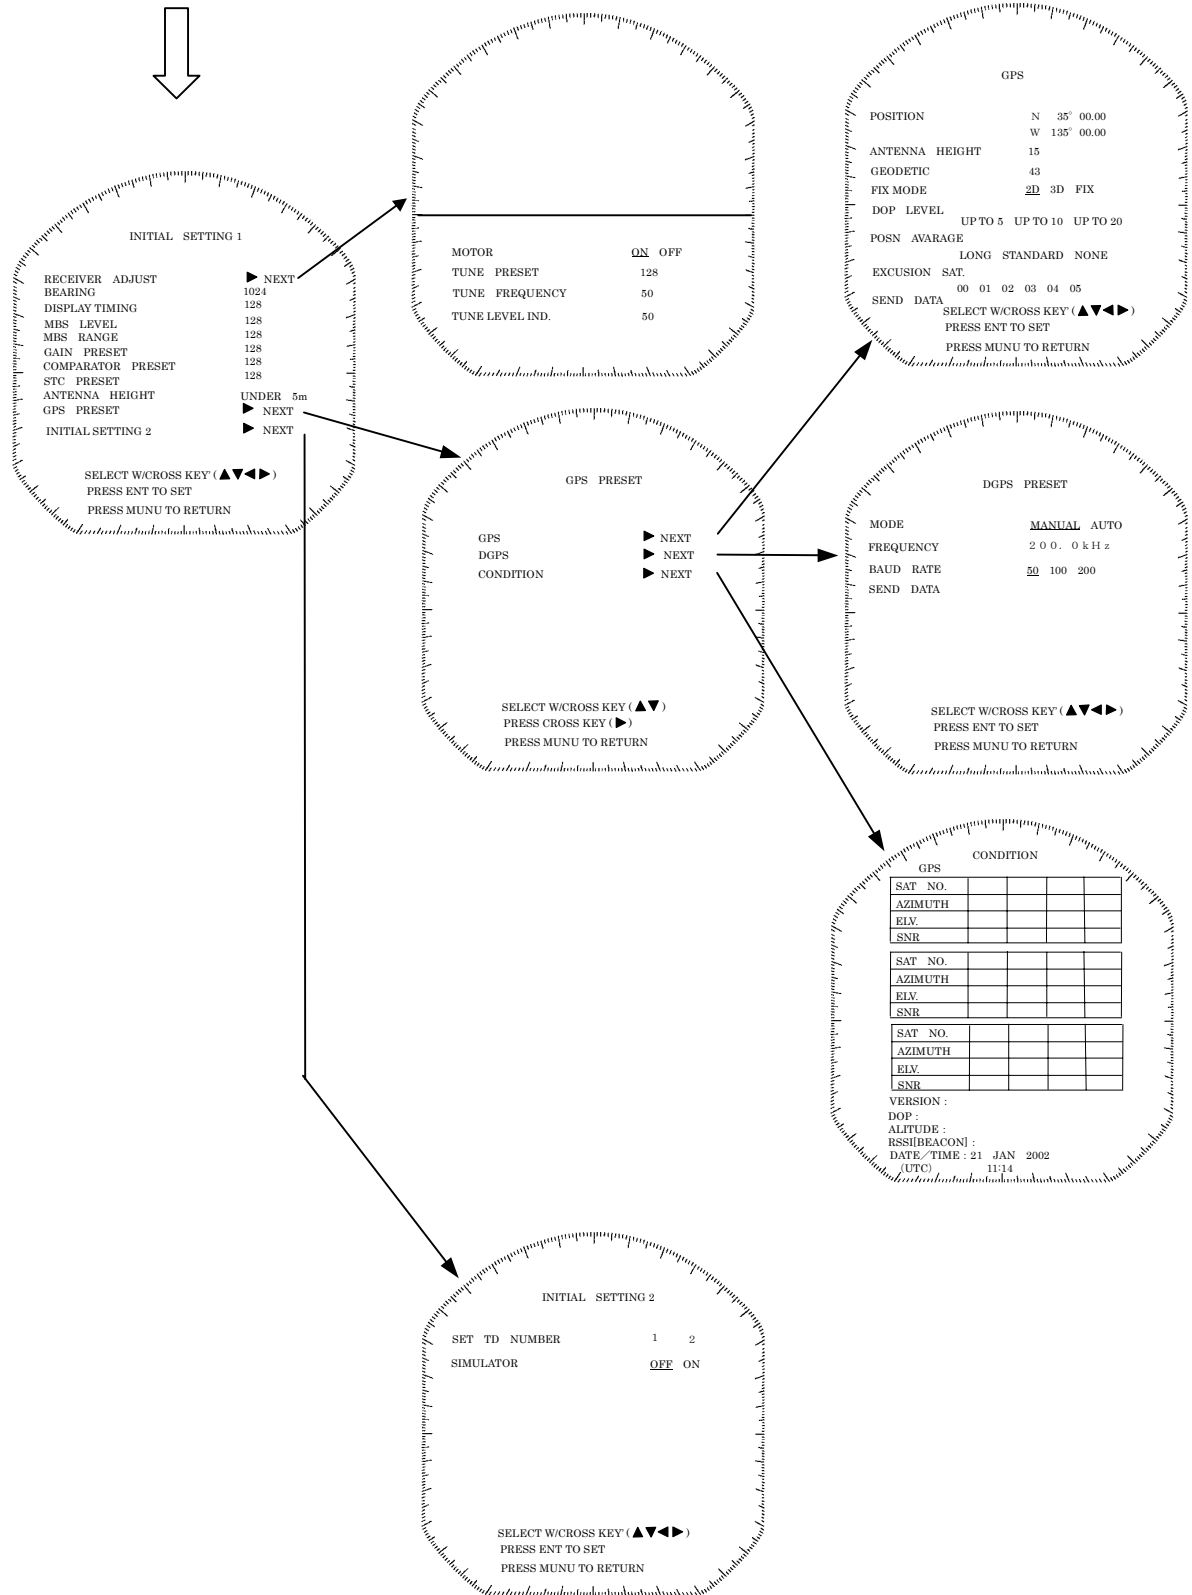 INITIAL SETTING 1
RECEIVER ADJUST ▶ NEXT
BEARING 1024
DISPLAY TIMING 128
MBS LEVEL 128
MBS RANGE 128
GAIN PRESET 128
COMPARATOR PRESET 128
STC PRESET 128
ANTENNA HEIGHT UNDER 5m
GPS PRESET ▶ NEXT
INITIAL SETTING 2 ▶ NEXT
SELECT W/CROSS KEY' (▲▼◀▶)
PRESS ENT TO SET
PRESS MUNU TO RETURN
MOTOR ON OFF
TUNE PRESET 128
TUNE FREQUENCY 50
TUNE LEVEL IND. 50
GPS
POSITION N 35° 00.00
W 135° 00.00
ANTENNA HEIGHT 15
GEODETIC 43
FIX MODE 2D 3D FIX
DOP LEVEL
UP TO 5 UP TO 10 UP TO 20
POSN AVARAGE
LONG STANDARD NONE
EXCUSION SAT.
00 01 02 03 04 05
SEND DATA
SELECT W/CROSS KEY' (▲▼◀▶)
PRESS ENT TO SET
PRESS MUNU TO RETURN
GPS PRESET
GPS ▶ NEXT
DGPS ▶ NEXT
CONDITION ▶ NEXT
SELECT W/CROSS KEY (▲▼)
PRESS CROSS KEY (▶)
PRESS MUNU TO RETURN
DGPS PRESET
MODE MANUAL AUTO
FREQUENCY 200. 0kHz
BAUD RATE 50 100 200
SEND DATA
SELECT W/CROSS KEY' (▲▼◀▶)
PRESS ENT TO SET
PRESS MUNU TO RETURN
CONDITION
GPS
SAT NO.
AZIMUTH
ELV.
SNR
SAT NO.
AZIMUTH
ELV.
SNR
SAT NO.
AZIMUTH
ELV.
SNR
VERSION :
DOP :
ALITUDE :
RSSI[BEACON] :
DATE／TIME : 21 JAN 2002
(UTC) 11:14
INITIAL SETTING 2
SET TD NUMBER 1 2
SIMULATOR OFF ON
SELECT W/CROSS KEY' (▲▼◀▶)
PRESS ENT TO SET
PRESS MUNU TO RETURN